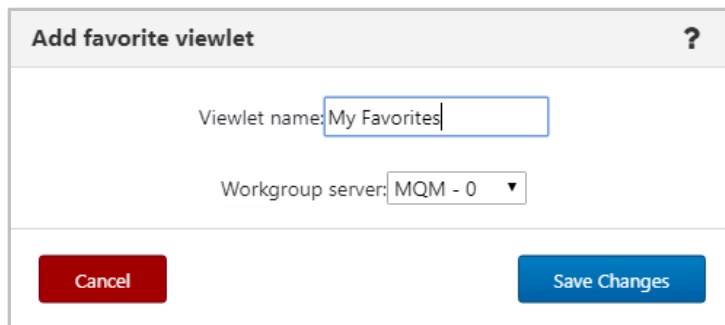 Add favorite viewlet ?
Viewlet name: My Favorites
Workgroup server: MQM - 0
Cancel Save Changes